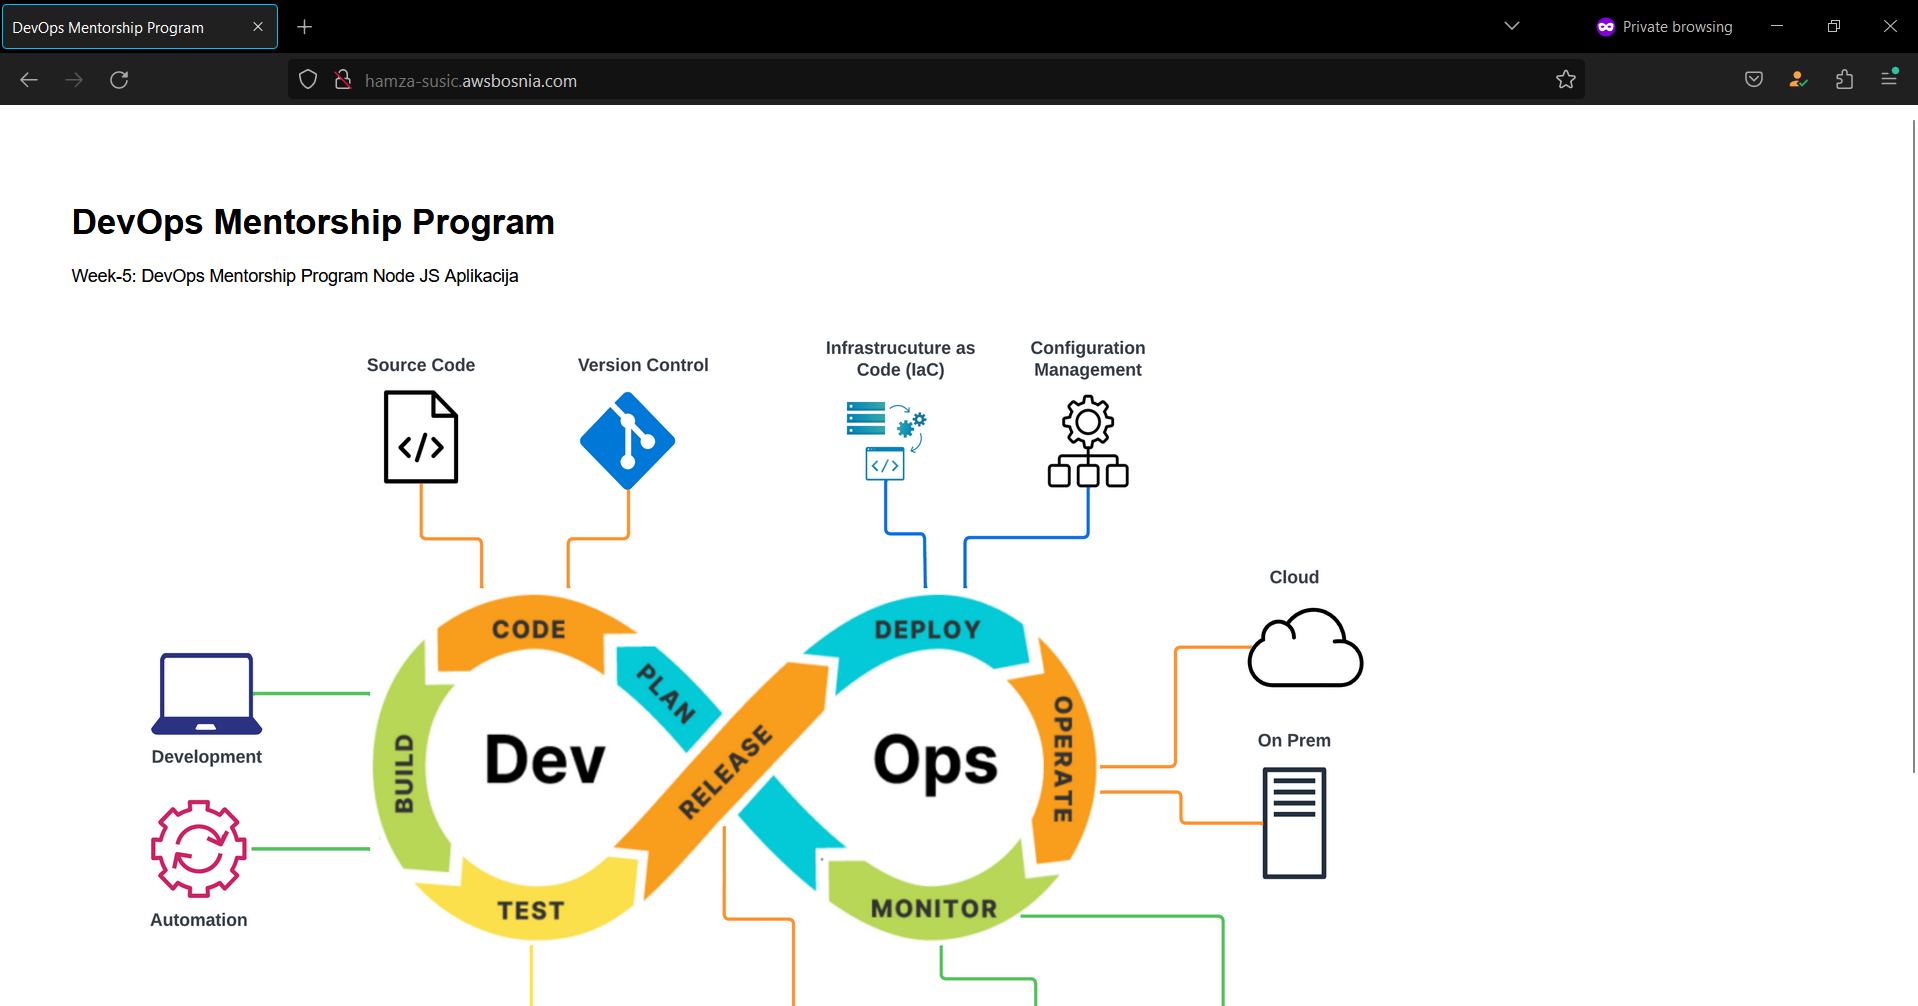 DevOps Mentorship Program
Private browsing
hamza-susic.awsbosnia.com
DevOps Mentorship Program
Week-5: DevOps Mentorship Program Node JS Aplikacija
Source Code
Version Control
Infrastrucuture as
Code (IaC)
Configuration
Management
</>
</>
Cloud
CODE
DEPLOY
PLAN
Development
BUILD
Dev
RELEASE
Ops
OPERATE
On Prem
Automation
TEST
MONITOR